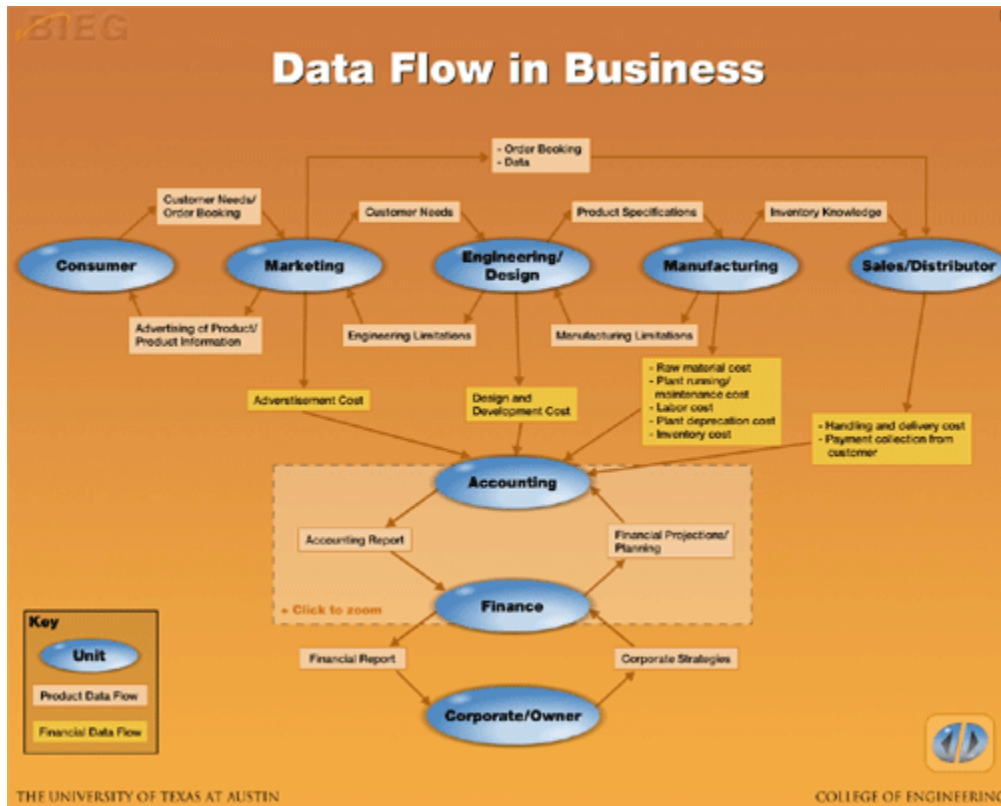 BIEG
Data Flow in Business
- Order Booking
- Data
Customer Needs/
Order Booking
Customer Needs
Product Specifications
Inventory Knowledge
Consumer
Marketing
Engineering/
Design
Manufacturing
Sales/Distributor
Advertising of Product/
Product Information
Engineering Limitations
Manufacturing Limitations
Adverstisement Cost
Design and
Development Cost
- Raw material cost
- Plant running/
maintenance cost
- Labor cost
- Plant deprecation cost
- Inventory cost
- Handling and delivery cost
- Payment collection from
customer
Accounting
Accounting Report
Financial Projections/
Planning
+ Click to zoom
Finance
Financial Report
Corporate Strategies
Corporate/Owner
Key
Unit
Product Data Flow
Financial Data Flow
THE UNIVERSITY OF TEXAS AT AUSTIN
COLLEGE OF ENGINEERING